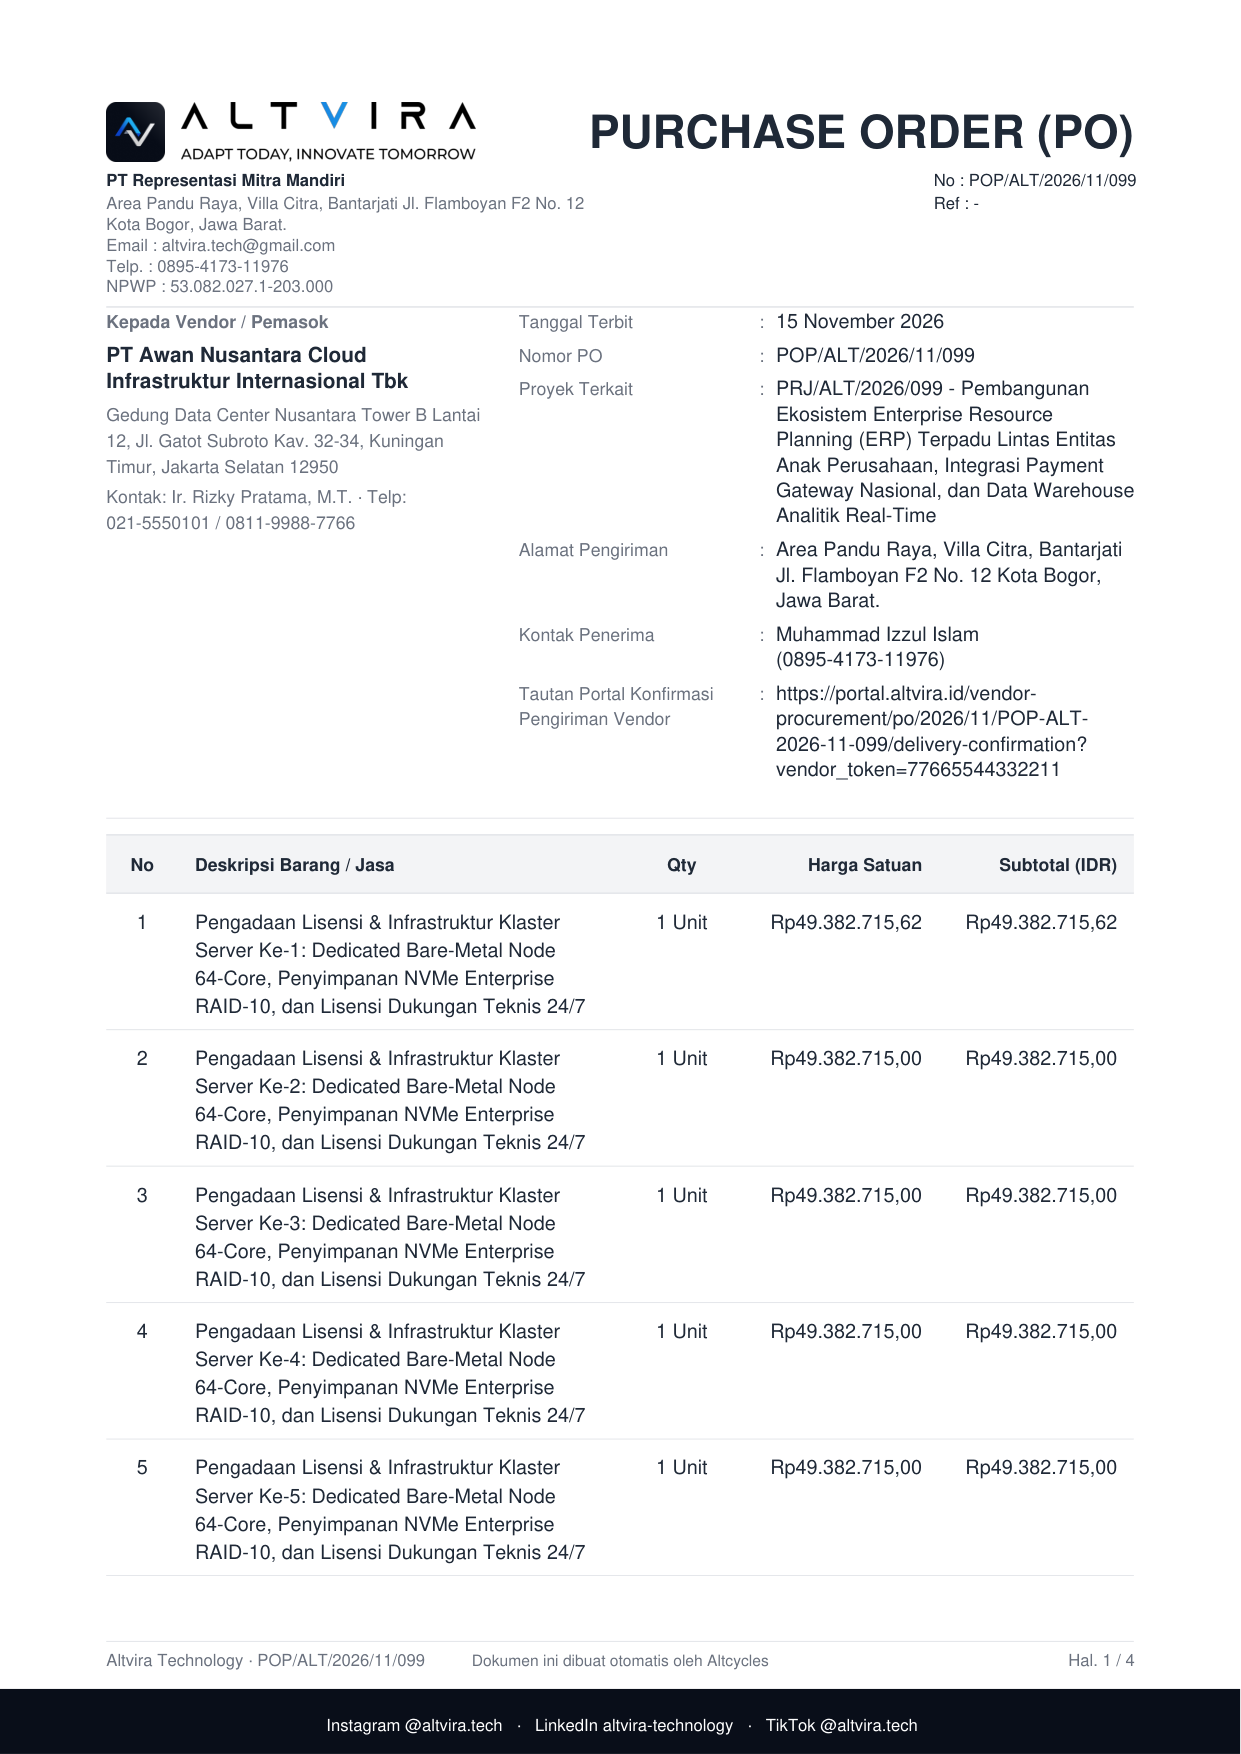 ALTVIRA
ADAPT TODAY, INNOVATE TOMORROW
PURCHASE ORDER (PO)
PT Representasi Mitra Mandiri
Area Pandu Raya, Villa Citra, Bantarjati Jl. Flamboyan F2 No. 12
Kota Bogor, Jawa Barat.
Email : altvira.tech@gmail.com
Telp. : 0895-4173-11976
NPWP : 53.082.027.1-203.000
No : POP/ALT/2026/11/099
Ref : -
Kepada Vendor / Pemasok
PT Awan Nusantara Cloud
Infrastruktur Internasional Tbk
Gedung Data Center Nusantara Tower B Lantai
12, Jl. Gatot Subroto Kav. 32-34, Kuningan
Timur, Jakarta Selatan 12950
Kontak: Ir. Rizky Pratama, M.T. · Telp:
021-5550101 / 0811-9988-7766
Tanggal Terbit : 15 November 2026
Nomor PO : POP/ALT/2026/11/099
Proyek Terkait : PRJ/ALT/2026/099 - Pembangunan
Ekosistem Enterprise Resource
Planning (ERP) Terpadu Lintas Entitas
Anak Perusahaan, Integrasi Payment
Gateway Nasional, dan Data Warehouse
Analitik Real-Time
Alamat Pengiriman : Area Pandu Raya, Villa Citra, Bantarjati
Jl. Flamboyan F2 No. 12 Kota Bogor,
Jawa Barat.
Kontak Penerima : Muhammad Izzul Islam
(0895-4173-11976)
Tautan Portal Konfirmasi : https://portal.altvira.id/vendor-
Pengiriman Vendor procurement/po/2026/11/POP-ALT-
2026-11-099/delivery-confirmation?
vendor_token=77665544332211
No Deskripsi Barang / Jasa Qty Harga Satuan Subtotal (IDR)
1 Pengadaan Lisensi & Infrastruktur Klaster 1 Unit Rp49.382.715,62 Rp49.382.715,62
Server Ke-1: Dedicated Bare-Metal Node
64-Core, Penyimpanan NVMe Enterprise
RAID-10, dan Lisensi Dukungan Teknis 24/7
2 Pengadaan Lisensi & Infrastruktur Klaster 1 Unit Rp49.382.715,00 Rp49.382.715,00
Server Ke-2: Dedicated Bare-Metal Node
64-Core, Penyimpanan NVMe Enterprise
RAID-10, dan Lisensi Dukungan Teknis 24/7
3 Pengadaan Lisensi & Infrastruktur Klaster 1 Unit Rp49.382.715,00 Rp49.382.715,00
Server Ke-3: Dedicated Bare-Metal Node
64-Core, Penyimpanan NVMe Enterprise
RAID-10, dan Lisensi Dukungan Teknis 24/7
4 Pengadaan Lisensi & Infrastruktur Klaster 1 Unit Rp49.382.715,00 Rp49.382.715,00
Server Ke-4: Dedicated Bare-Metal Node
64-Core, Penyimpanan NVMe Enterprise
RAID-10, dan Lisensi Dukungan Teknis 24/7
5 Pengadaan Lisensi & Infrastruktur Klaster 1 Unit Rp49.382.715,00 Rp49.382.715,00
Server Ke-5: Dedicated Bare-Metal Node
64-Core, Penyimpanan NVMe Enterprise
RAID-10, dan Lisensi Dukungan Teknis 24/7
Altvira Technology · POP/ALT/2026/11/099 Dokumen ini dibuat otomatis oleh Altcycles Hal. 1 / 4
Instagram @altvira.tech · LinkedIn altvira-technology · TikTok @altvira.tech